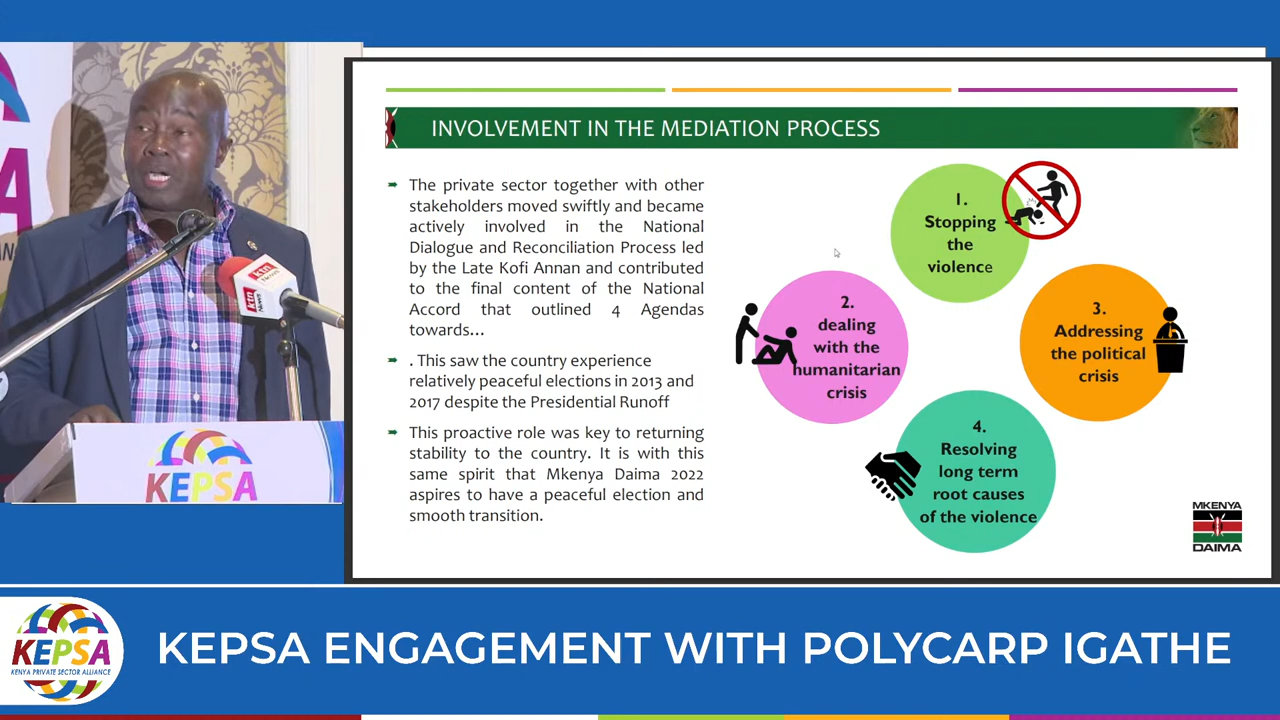 INVOLVEMENT IN THE MEDIATION PROCESS
The private sector together with other
stakeholders moved swiftly and became
actively involved in the National
Dialogue and Reconciliation Process led
by the Late Kofi Annan and contributed
to the final content of the National
Accord that outlined 4 Agendas
towards...
. This saw the country experience
relatively peaceful elections in 2013 and
2017 despite the Presidential Runoff
This proactive role was key to returning
stability to the country. It is with this
same spirit that Mkenya Daima 2022
aspires to have a peaceful election and
smooth transition.
1.
Stopping
the
violence
2.
dealing
with the
humanitarian
crisis
3.
Addressing
the political
crisis
4.
Resolving
long term
root causes
of the violence
MKENYA
DAIMA
ktn
News
ktn
News
KEPSA
KEPSA
KENYA PRIVATE SECTOR ALLIANCE
KEPSA ENGAGEMENT WITH POLYCARP IGATHE